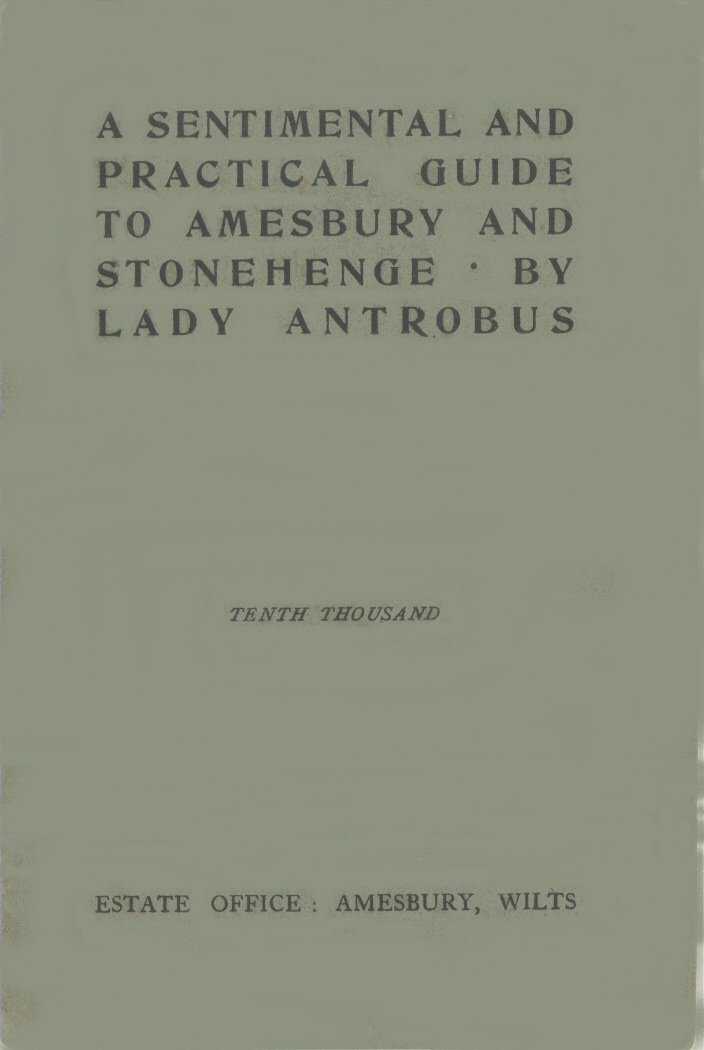 A SENTIMENTAL AND
PRACTICAL GUIDE
TO AMESBURY AND
STONEHENGE · BY
LADY ANTROBUS
TENTH THOUSAND
ESTATE OFFICE : AMESBURY, WILTS